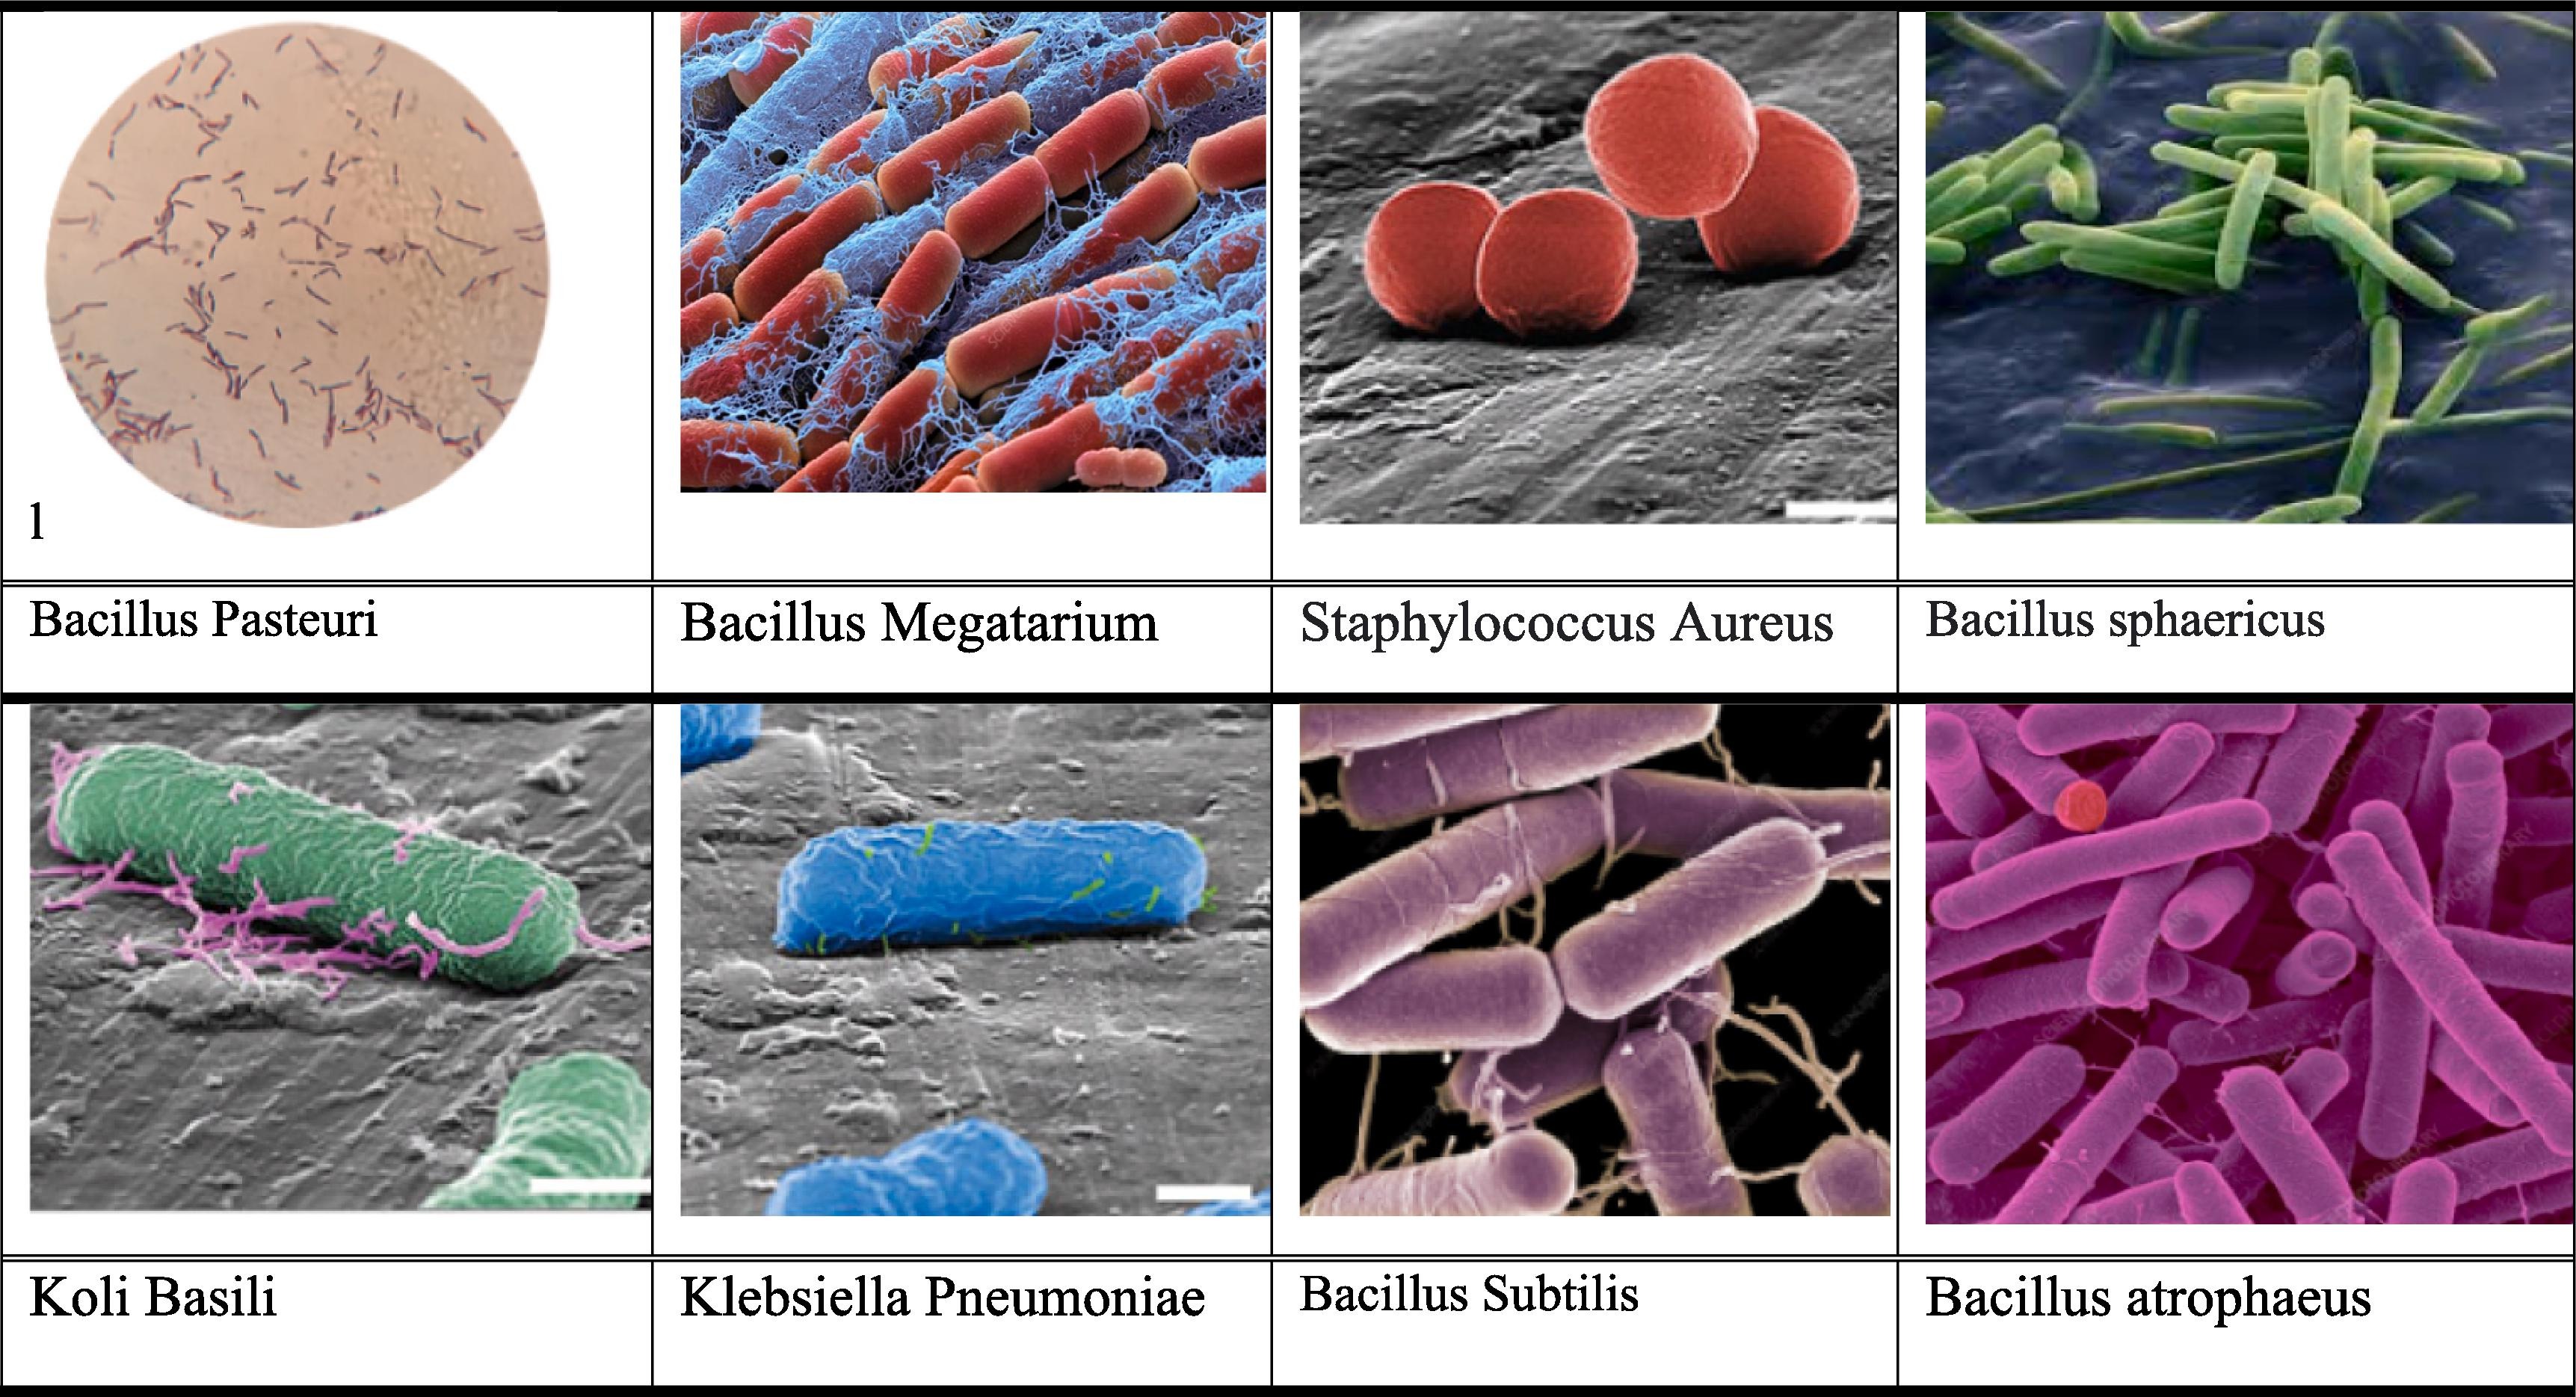 1
Bacillus Pasteuri
Bacillus Megatarium
Staphylococcus Aureus
Bacillus sphaericus
Koli Basili
Klebsiella Pneumoniae
Bacillus Subtilis
Bacillus atrophaeus